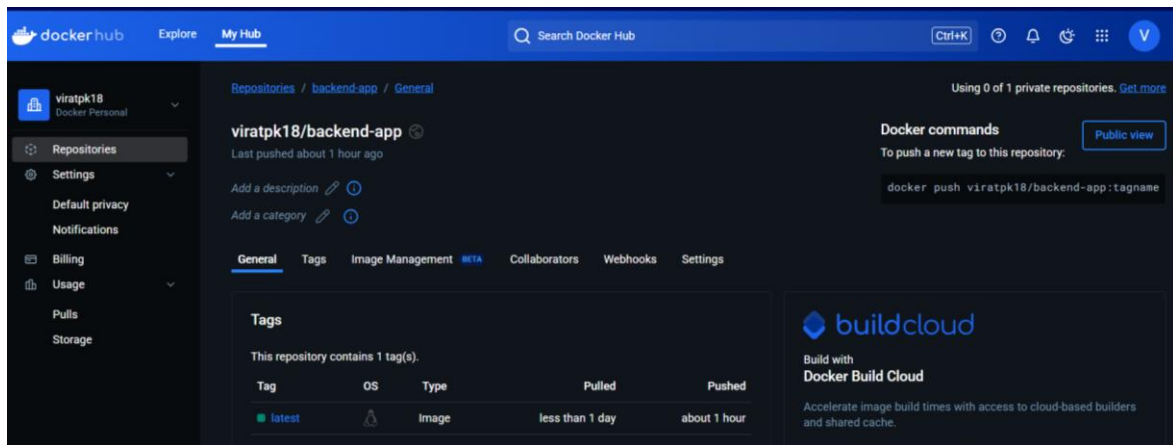 dockerhub Explore My Hub Search Docker Hub Ctrl+K V
viratpk18
Docker Personal
Repositories
Settings
Default privacy
Notifications
Billing
Usage
Pulls
Storage
Repositories / backend-app / General
Using 0 of 1 private repositories. Get more
viratpk18/backend-app
Last pushed about 1 hour ago
Add a description
Add a category
Docker commands
Public view
To push a new tag to this repository:
docker push viratpk18/backend-app:tagname
General Tags Image Management BETA Collaborators Webhooks Settings
Tags
This repository contains 1 tag(s).
Tag OS Type Pulled Pushed
latest Image less than 1 day about 1 hour
buildcloud
Build with
Docker Build Cloud
Accelerate image build times with access to cloud-based builders
and shared cache.